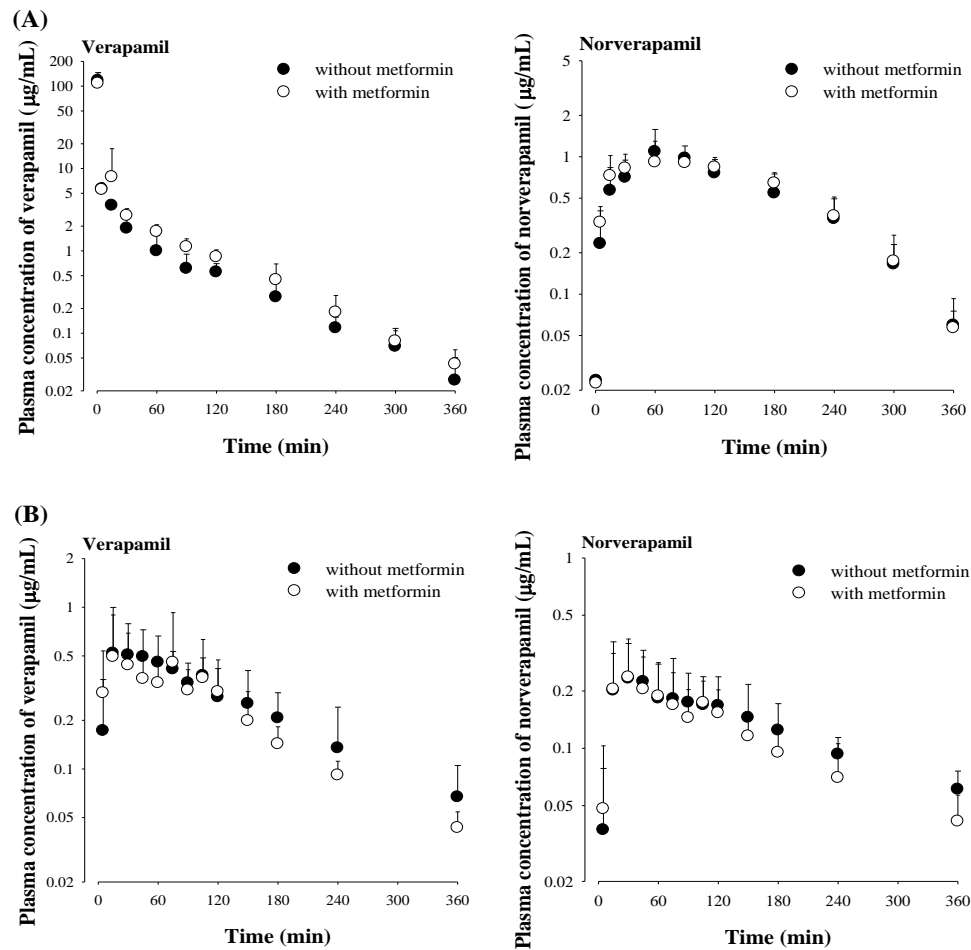 (A)
Verapamil
Plasma concentration of verapamil (µg/mL)
200
100
50
20
10
5
2
1
0.5
0.2
0.1
0.05
0.02
without metformin
with metformin
0 60 120 180 240 300 360
Time (min)
Norverapamil
Plasma concentration of norverapamil (µg/mL)
5
2
1
0.5
0.2
0.1
0.05
0.02
without metformin
with metformin
0 60 120 180 240 300 360
Time (min)
(B)
Verapamil
Plasma concentration of verapamil (µg/mL)
2
1
0.5
0.2
0.1
0.05
0.02
without metformin
with metformin
0 60 120 180 240 300 360
Time (min)
Norverapamil
Plasma concentration of norverapamil (µg/mL)
1
0.5
0.2
0.1
0.05
0.02
without metformin
with metformin
0 60 120 180 240 300 360
Time (min)